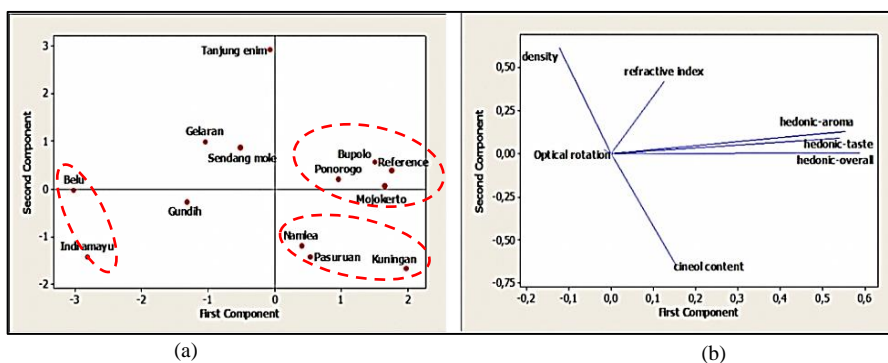 3
2
1
0
-1
-2
Second Component
-3
-2
-1
0
1
2
First Component
Tanjung enim
Gelaran
Sendang mole
Bupolo
Ponorogo
Reference
Mojokerto
Belu
Gundih
Indramayu
Namlea
Pasuruan
Kuningan
(a)
0,50
0,25
0,00
-0,25
-0,50
-0,75
Second Component
-0,2
-0,1
0,0
0,1
0,2
0,3
0,4
0,5
0,6
First Component
density
refractive index
hedonic-aroma
hedonic-taste
hedonic-overall
Optical rotation
cineol content
(b)